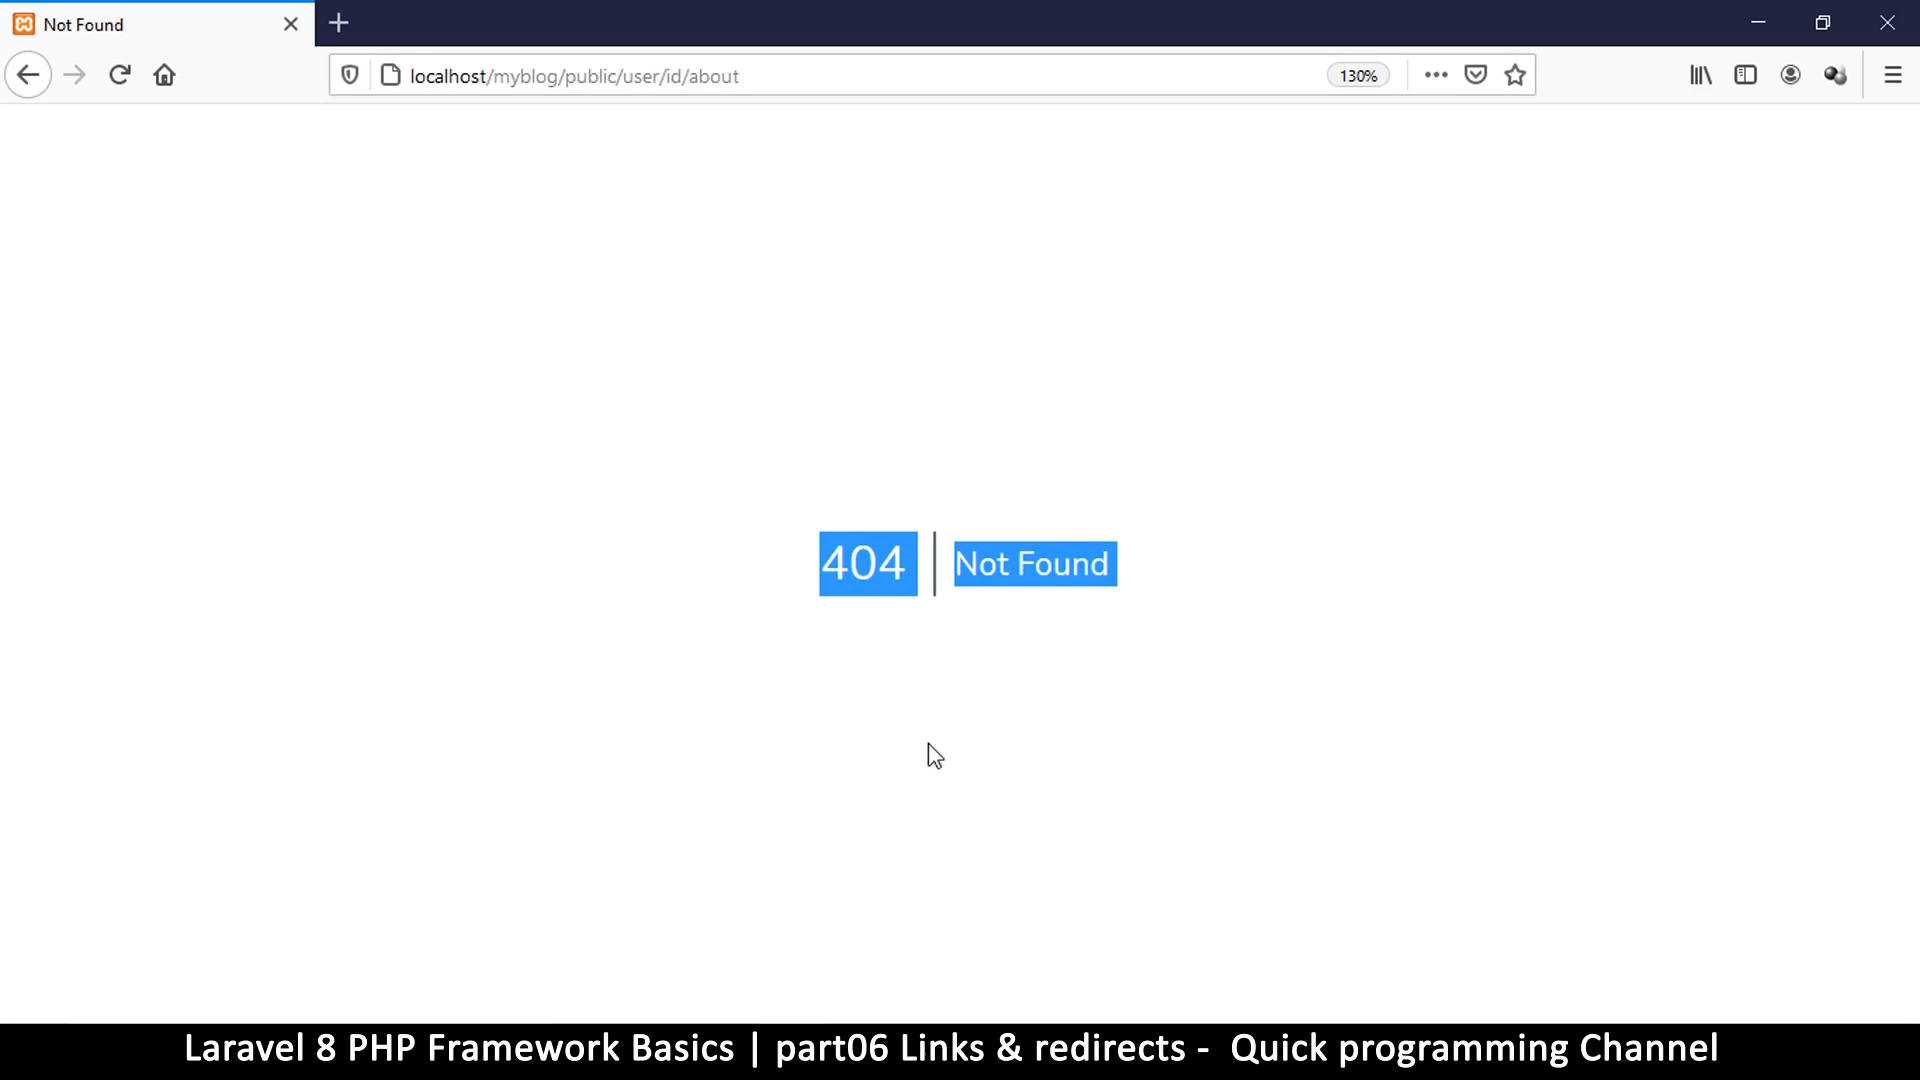 Not Found
localhost/myblog/public/user/id/about
130%
404
Not Found
Laravel 8 PHP Framework Basics | part06 Links & redirects - Quick programming Channel